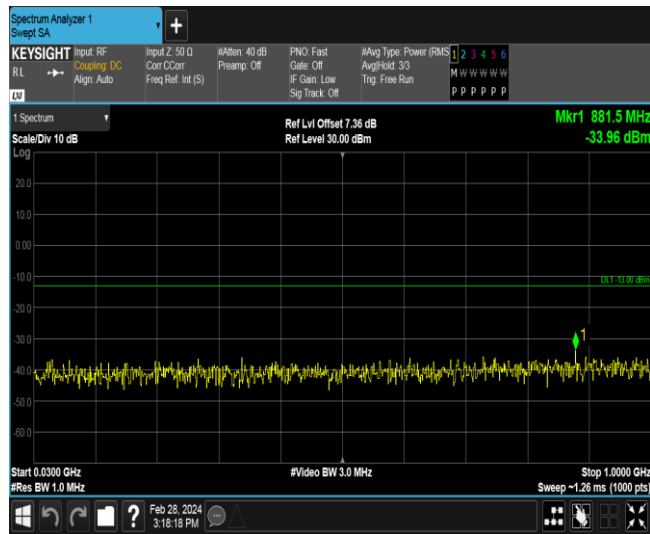 Spectrum Analyzer 1
Swept SA
+
KEYSIGHT
RL
LXI
Input: RF
Coupling: DC
Align: Auto
Input Z: 50 Ω
Corr CCorr
Freq Ref: Int (S)
#Atten: 40 dB
Preamp: Off
PNO: Fast
Gate: Off
IF Gain: Low
Sig Track: Off
#Avg Type: Power (RMS
Avg|Hold: 3/3
Trig: Free Run
1 2 3 4 5 6
M W W W W W
P P P P P P
1 Spectrum
Scale/Div 10 dB
Log
Ref Lvl Offset 7.36 dB
Ref Level 30.00 dBm
Mkr1 881.5 MHz
-33.96 dBm
20.0
10.0
0.00
-10.0
DL1 -13.00 dBm
-20.0
-30.0
1
-40.0
-50.0
-60.0
Start 0.0300 GHz
#Video BW 3.0 MHz
Stop 1.0000 GHz
#Res BW 1.0 MHz
Sweep ~1.26 ms (1000 pts)
?
Feb 28, 2024
3:18:18 PM